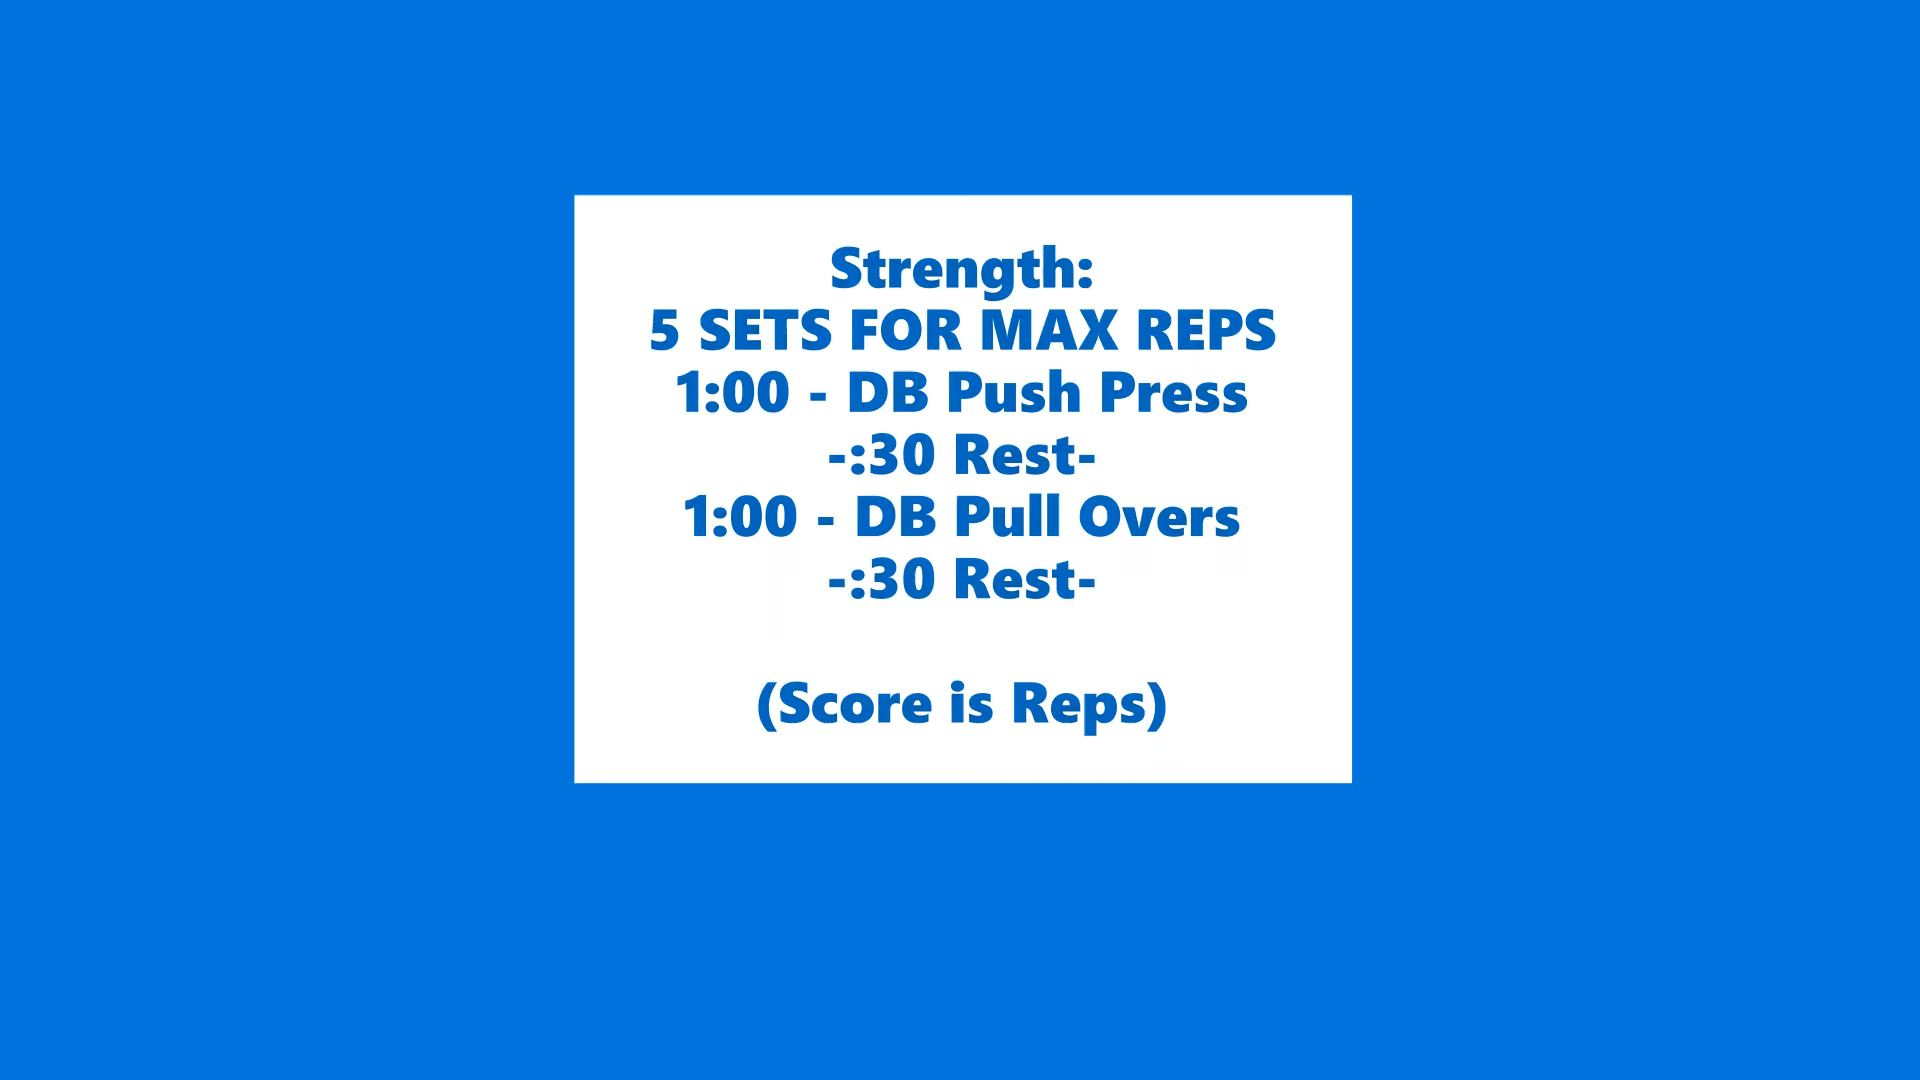 Strength:
5 SETS FOR MAX REPS
1:00 - DB Push Press
-:30 Rest-
1:00 - DB Pull Overs
-:30 Rest-
(Score is Reps)